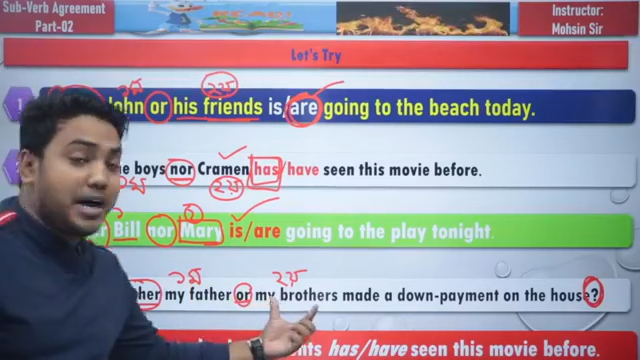 Sub-Verb Agreement
Part-02
READ!
Instructor:
Mohsin Sir
Let's Try
1
John or his friends is/are going to the beach today.
boys nor Cramen has/have seen this movie before.
Bill nor Mary is/are going to the play tonight.
my father or my brothers made a down-payment on the house?
has/have seen this movie before.